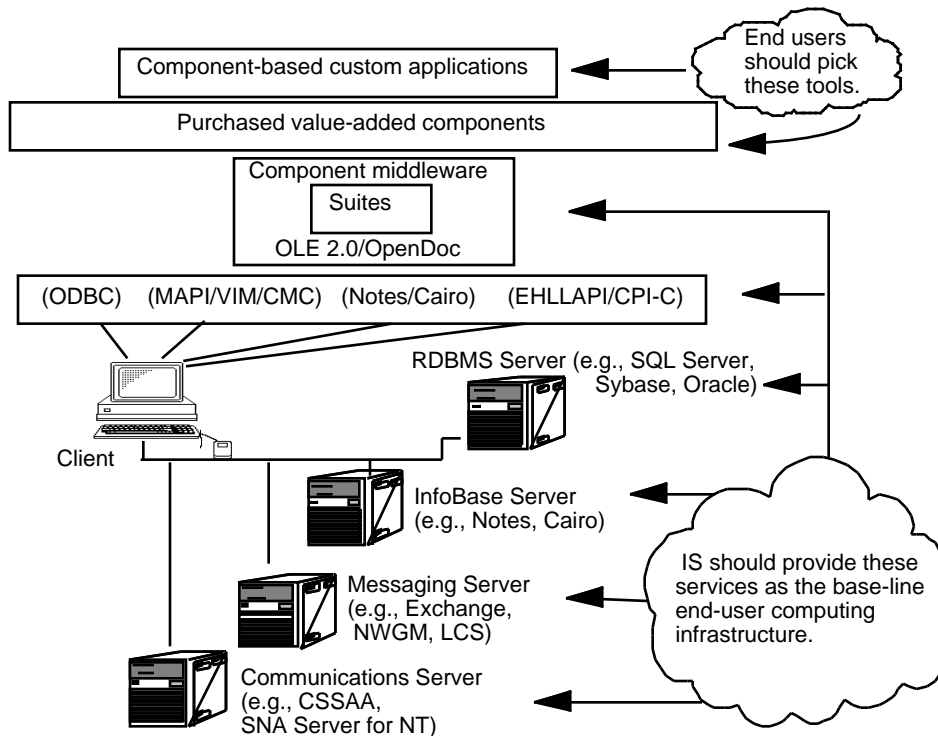 End users
should pick
these tools.
Component-based custom applications
Purchased value-added components
Component middleware
Suites
OLE 2.0/OpenDoc
(ODBC) (MAPI/VIM/CMC) (Notes/Cairo) (EHLLAPI/CPI-C)
RDBMS Server (e.g., SQL Server,
Sybase, Oracle)
Client
InfoBase Server
(e.g., Notes, Cairo)
IS should provide these
services as the base-line
end-user computing
infrastructure.
Messaging Server
(e.g., Exchange,
NWGM, LCS)
Communications Server
(e.g., CSSAA,
SNA Server for NT)